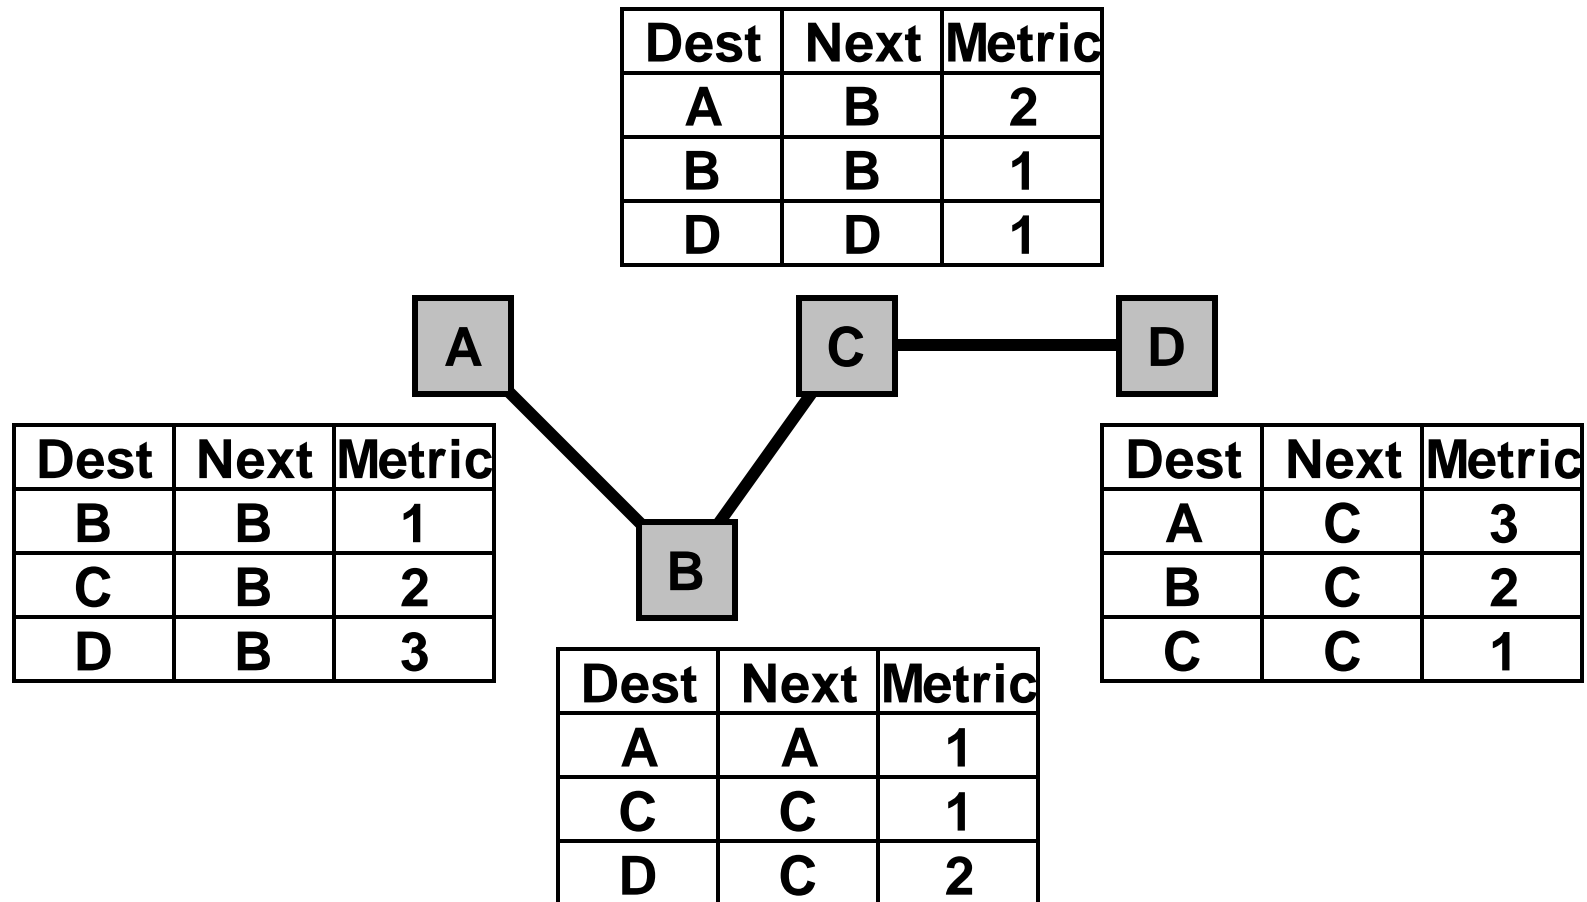 Dest Next Metric
A B 2
B B 1
D D 1
A
C
D
Dest Next Metric
B B 1
C B 2
D B 3
B
Dest Next Metric
A C 3
B C 2
C C 1
Dest Next Metric
A A 1
C C 1
D C 2